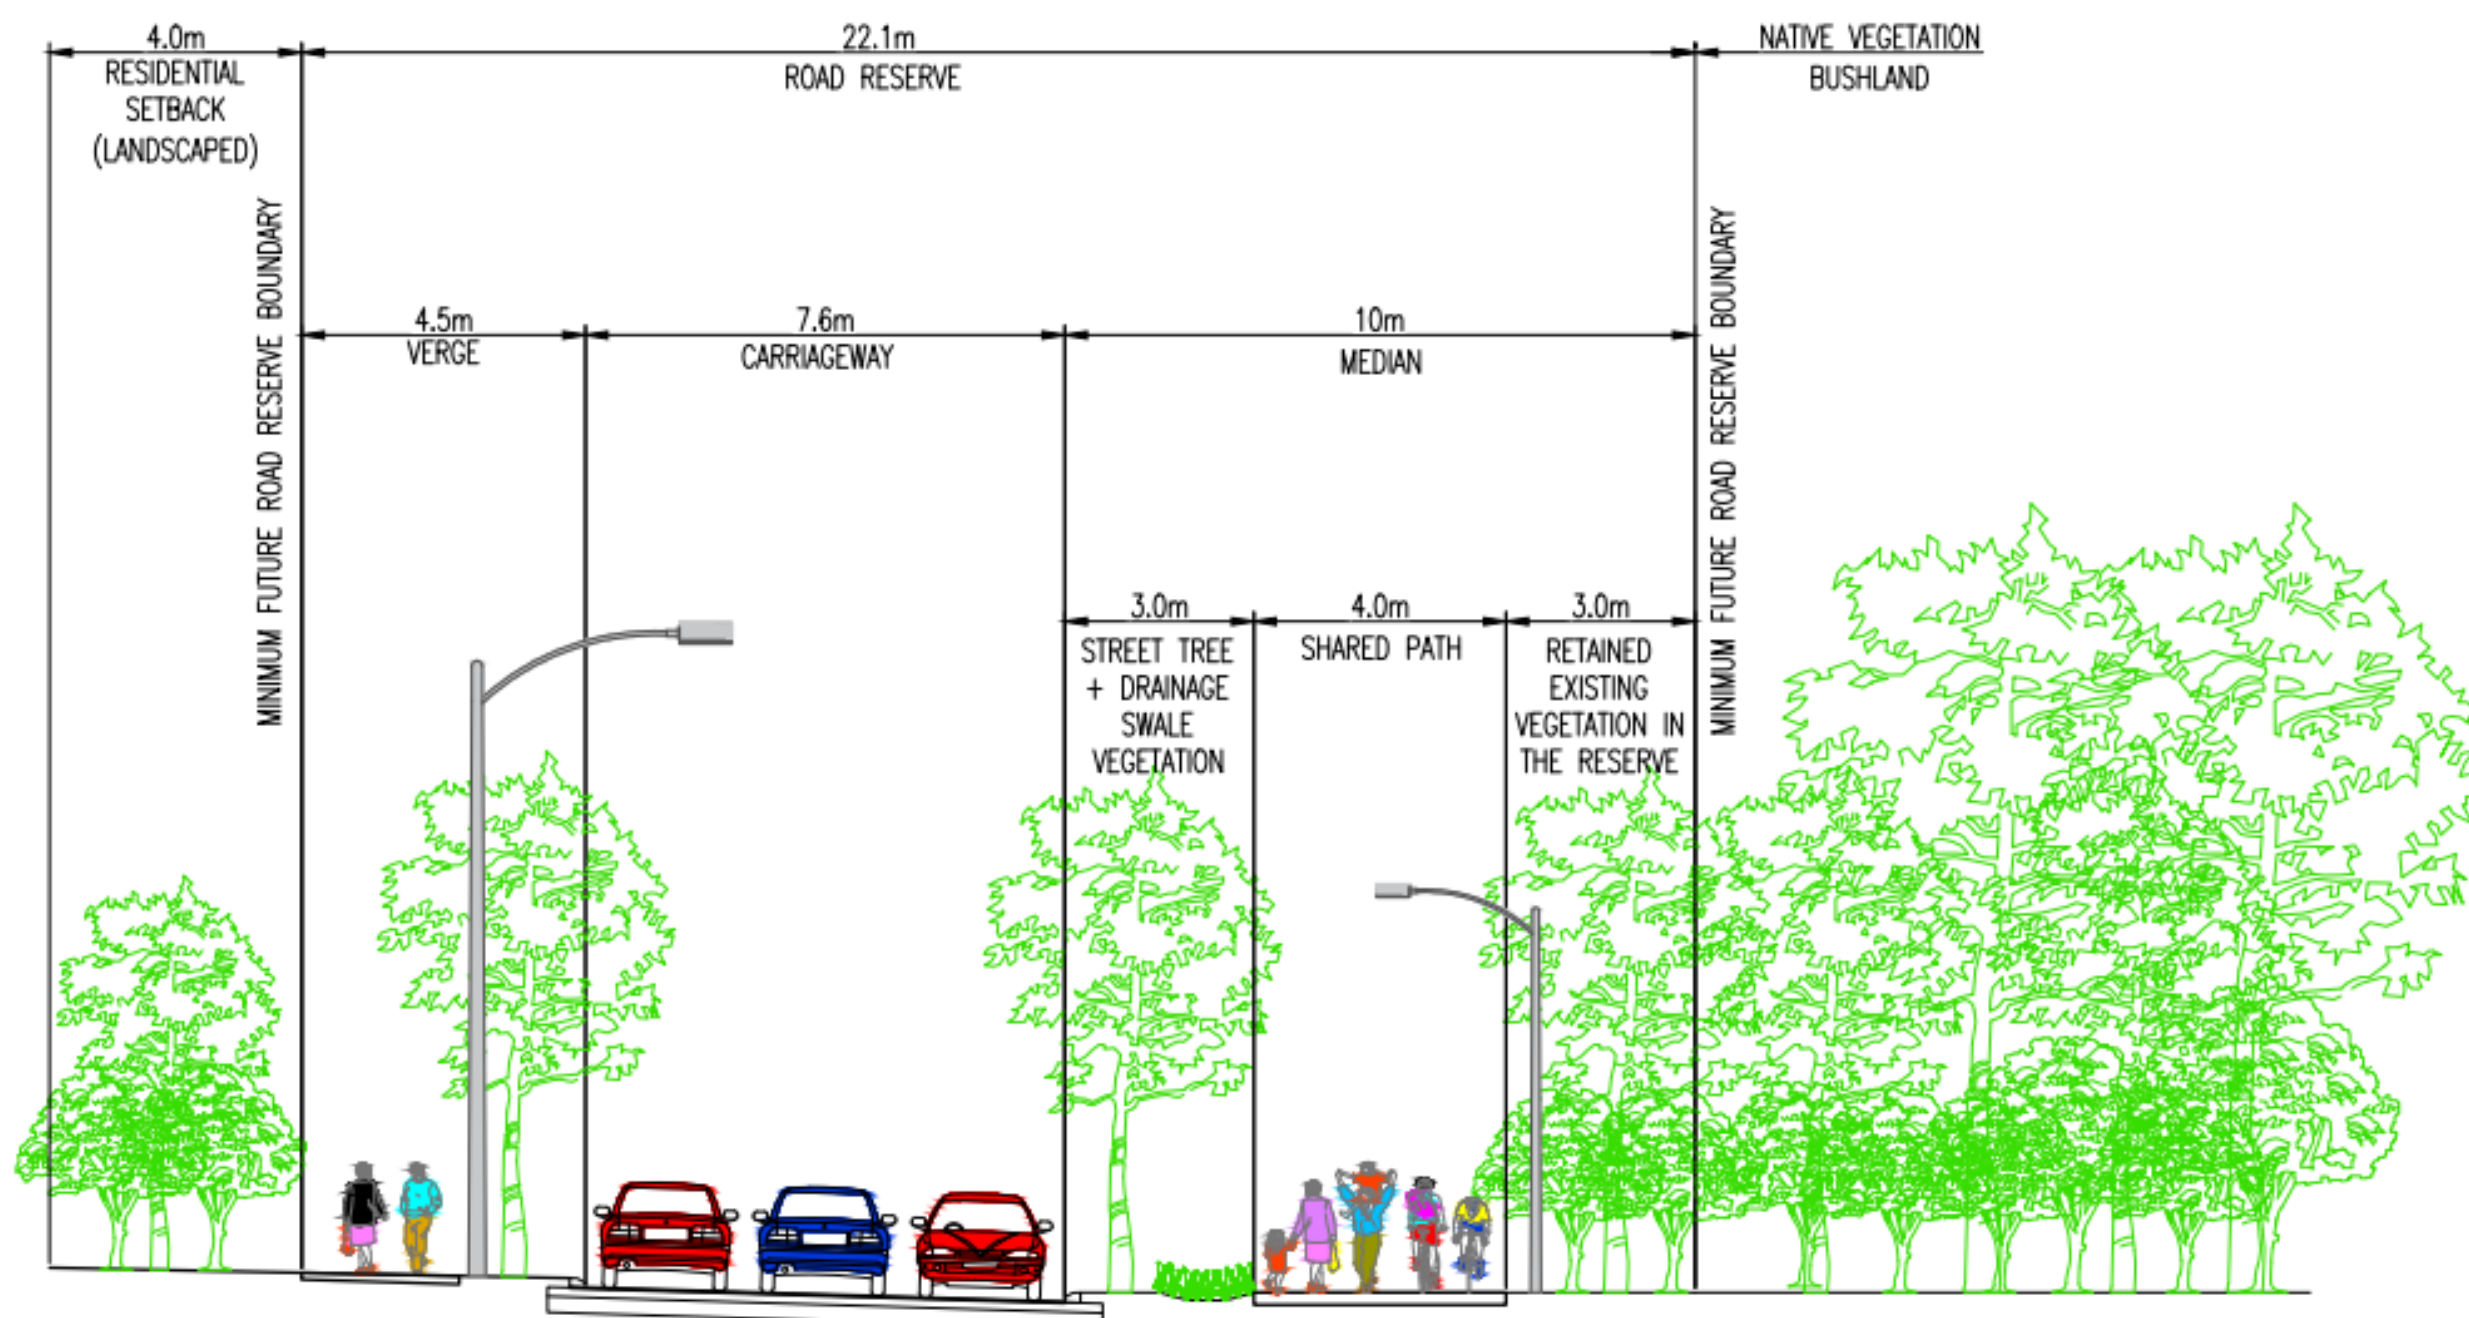 4.0m
RESIDENTIAL
SETBACK
(LANDSCAPED)
22.1m
ROAD RESERVE
NATIVE VEGETATION
BUSHLAND
MINIMUM FUTURE ROAD RESERVE BOUNDARY
4.5m
VERGE
7.6m
CARRIAGEWAY
10m
MEDIAN
MINIMUM FUTURE ROAD RESERVE BOUNDARY
3.0m
STREET TREE
+ DRAINAGE
SWALE
VEGETATION
4.0m
SHARED PATH
3.0m
RETAINED
EXISTING
VEGETATION IN
THE RESERVE